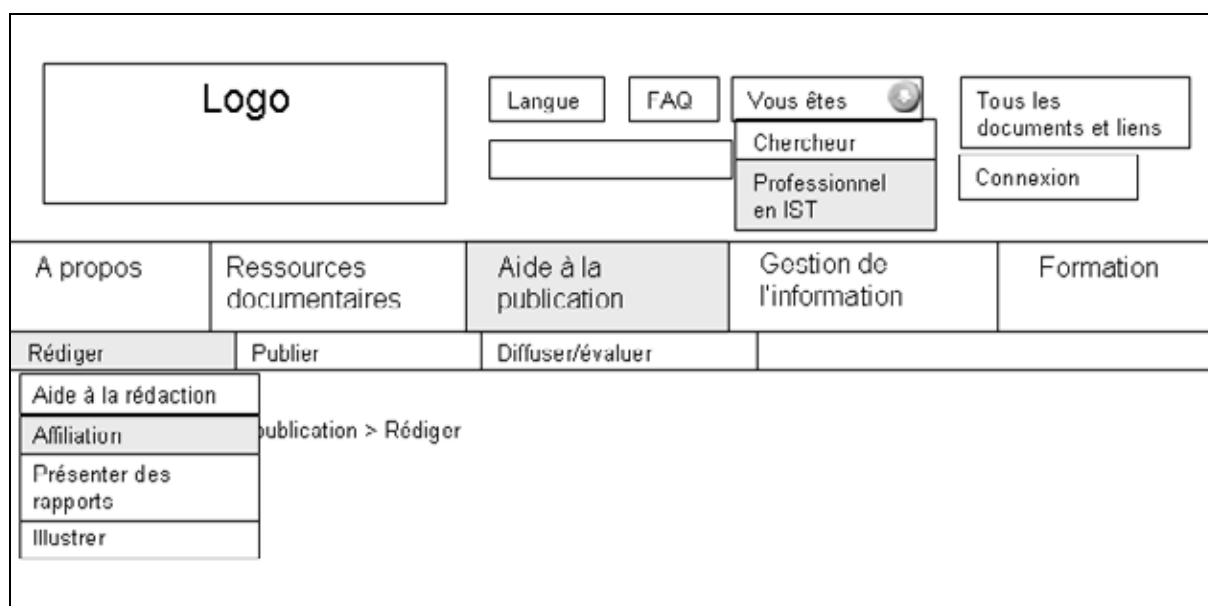 Logo
Langue
FAQ
Vous êtes
Chercheur
Professionnel
en IST
Tous les
documents et liens
Connexion
A propos
Ressources
documentaires
Aide à la
publication
Gestion de
l'information
Formation
Rédiger
Publier
Diffuser/évaluer
Aide à la rédaction
Affiliation
publication > Rédiger
Présenter des
rapports
Illustrer